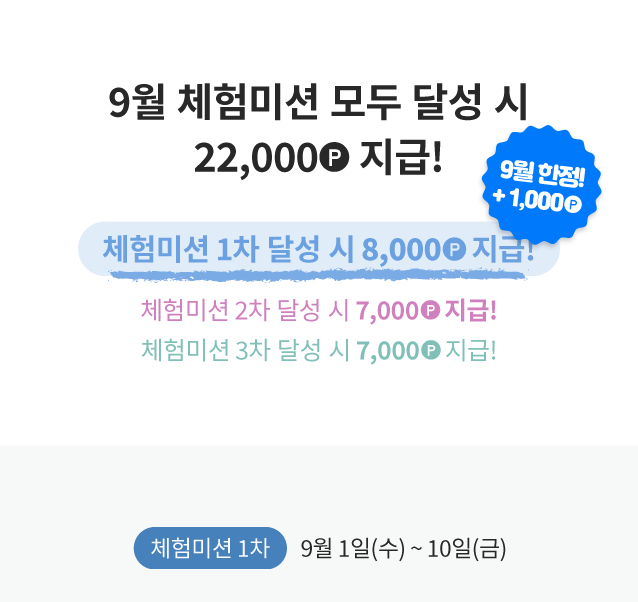 9월 체험미션 모두 달성 시
22,000P 지급!
9월 한정!
+ 1,000P
체험미션 1차 달성 시 8,000P 지급!
체험미션 2차 달성 시 7,000P 지급!
체험미션 3차 달성 시 7,000P 지급!
체험미션 1차 9월 1일(수) ~ 10일(금)